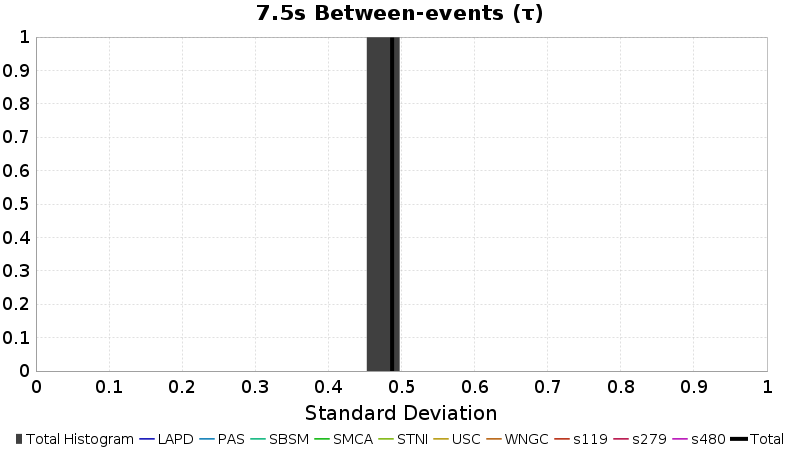 7.5s Between-events (τ)
1
0.9
0.8
0.7
0.6
0.5
0.4
0.3
0.2
0.1
0
0 0.1 0.2 0.3 0.4 0.5 0.6 0.7 0.8 0.9 1
Standard Deviation
Total Histogram LAPD PAS SBSM SMCA STNI USC WNGC s119 s279 s480 Total